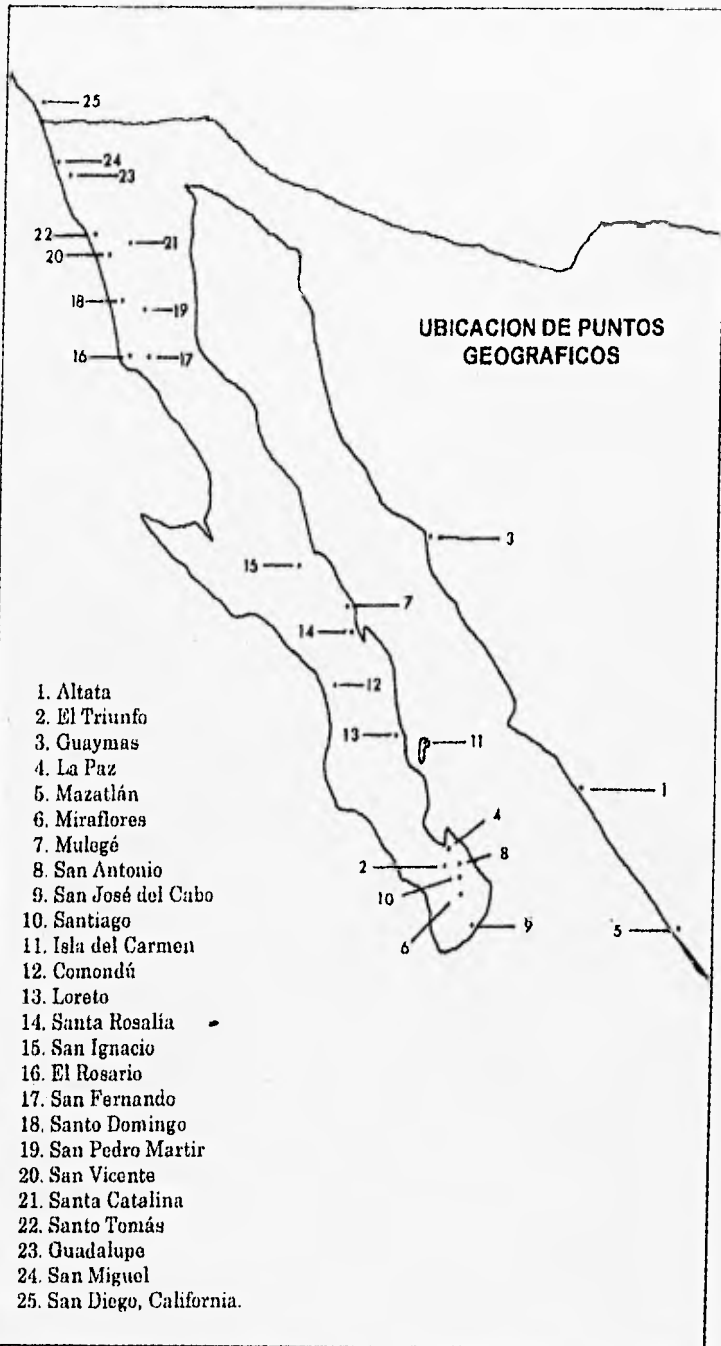 25
24
23
22
21
20
18
19
UBICACION DE PUNTOS
GEOGRAFICOS
16
17
3
15
7
14
12
13
11
1
4
2
8
10
6
9
5
1. Altata
2. El Triunfo
3. Guaymas
4. La Paz
5. Mazatlán
6. Miraflores
7. Mulegé
8. San Antonio
9. San José del Cabo
10. Santiago
11. Isla del Carmen
12. Comondú
13. Loreto
14. Santa Rosalía
15. San Ignacio
16. El Rosario
17. San Fernando
18. Santo Domingo
19. San Pedro Martir
20. San Vicente
21. Santa Catalina
22. Santo Tomás
23. Guadalupe
24. San Miguel
25. San Diego, California.